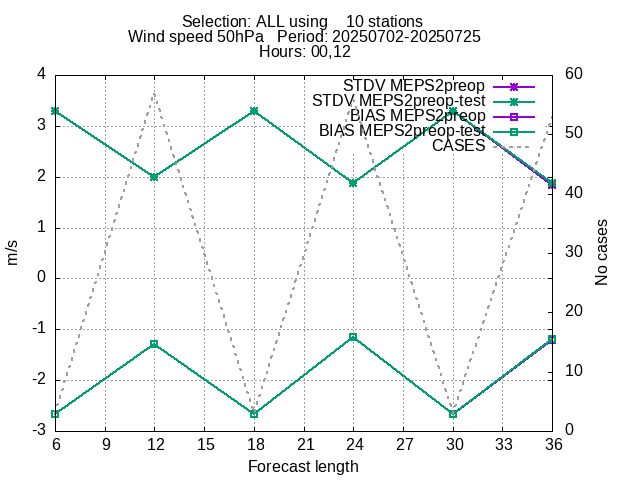 Selection: ALL using    10 stations
Wind speed 50hPa   Period: 20250702-20250725
Hours: 00,12
STDV MEPS2preop
STDV MEPS2preop-test
BIAS MEPS2preop
BIAS MEPS2preop-test
CASES
4
3
2
1
0
-1
-2
-3
m/s
60
50
40
30
20
10
0
No cases
6 9 12 15 18 21 24 27 30 33 36
Forecast length